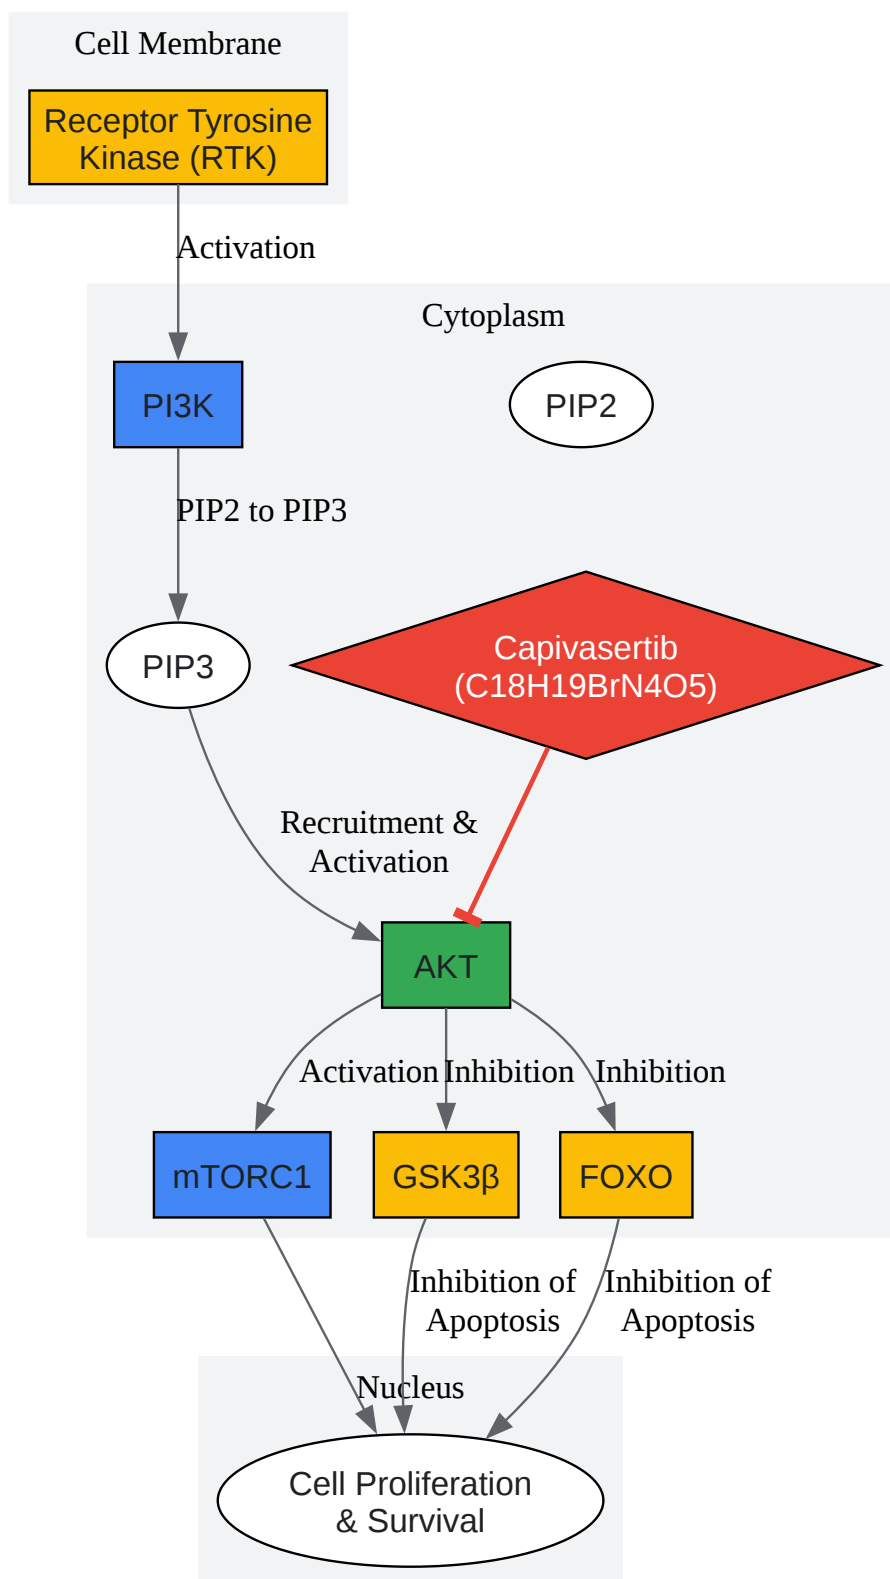 Cell Membrane
Receptor Tyrosine
Kinase (RTK)
Activation
Cytoplasm
PI3K
PIP2
PIP2 to PIP3
PIP3
Capivasertib
(C18H19BrN4O5)
Recruitment &
Activation
AKT
Activation
Inhibition
Inhibition
mTORC1
GSK3β
FOXO
Inhibition of
Apoptosis
Inhibition of
Apoptosis
Nucleus
Cell Proliferation
& Survival